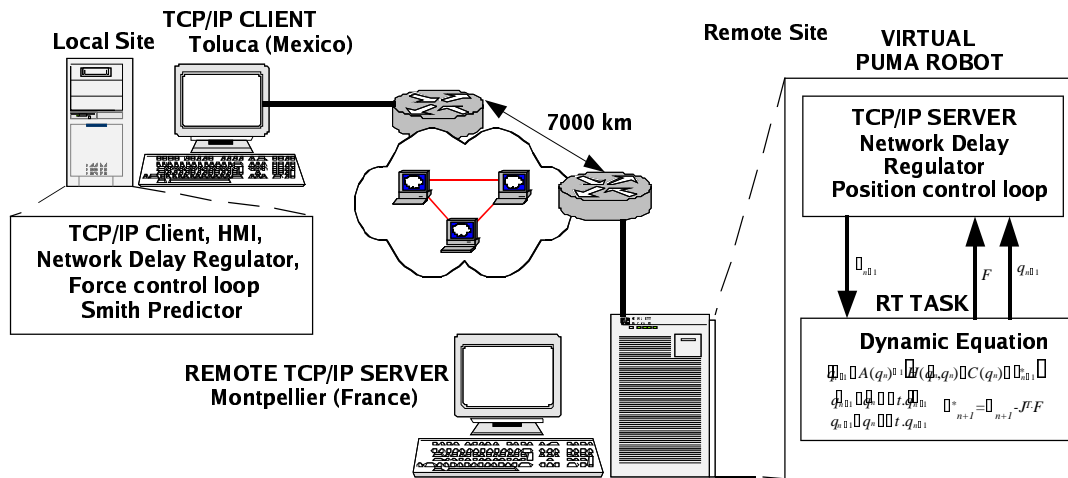 TCP/IP CLIENT
Local Site
Toluca (Mexico)
Remote Site
VIRTUAL
PUMA ROBOT
7000 km
TCP/IP SERVER
Network Delay
Regulator
Position control loop
TCP/IP Client, HMI,
Network Delay Regulator,
Force control loop
Smith Predictor
F
RT TASK
Dynamic Equation
REMOTE TCP/IP SERVER
Montpellier (France)